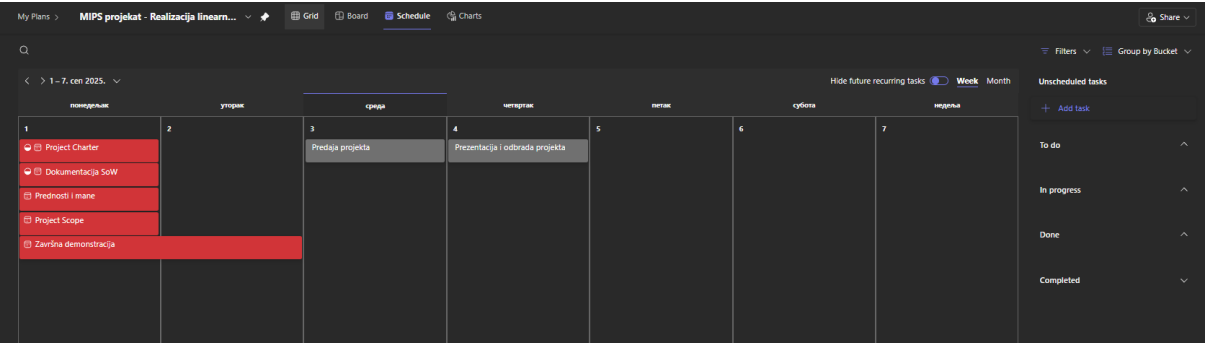 My Plans > MIPS projekat - Realizacija linearn... Grid Board Schedule Charts Share
Filters Group by Bucket
1 – 7. сеп 2025. Hide future recurring tasks Week Month Unscheduled tasks
понедељак уторак среда четвртак петак субота недеља
+ Add task
1 2 3 4 5 6 7
Project Charter Predaja projekta Prezentacija i odbrada projekta To do
Dokumentacija SoW
Prednosti i mane In progress
Project Scope
Završna demonstracija Done
Completed